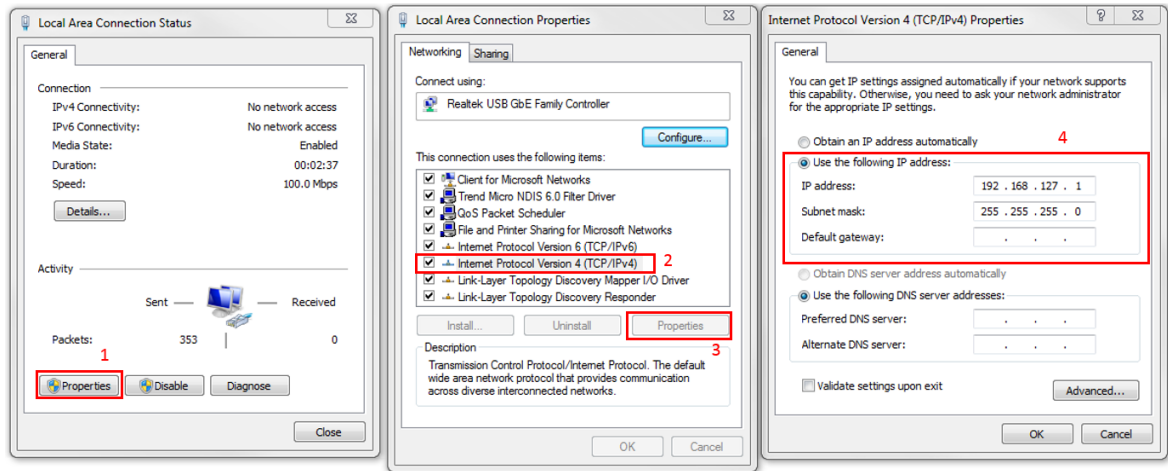 Local Area Connection Status
General
Connection
IPv4 Connectivity: No network access
IPv6 Connectivity: No network access
Media State: Enabled
Duration: 00:02:37
Speed: 100.0 Mbps
Details...
Activity
Sent — Received
Packets: 353 0
1
Properties Disable Diagnose
Close
Local Area Connection Properties
Networking Sharing
Connect using:
Realtek USB GbE Family Controller
Configure...
This connection uses the following items:
Client for Microsoft Networks
Trend Micro NDIS 6.0 Filter Driver
QoS Packet Scheduler
File and Printer Sharing for Microsoft Networks
Internet Protocol Version 6 (TCP/IPv6)
Internet Protocol Version 4 (TCP/IPv4) 2
Link-Layer Topology Discovery Mapper I/O Driver
Link-Layer Topology Discovery Responder
Install... Uninstall Properties
3
Description
Transmission Control Protocol/Internet Protocol. The default
wide area network protocol that provides communication
across diverse interconnected networks.
OK Cancel
Internet Protocol Version 4 (TCP/IPv4) Properties
General
You can get IP settings assigned automatically if your network supports
this capability. Otherwise, you need to ask your network administrator
for the appropriate IP settings.
Obtain an IP address automatically
4
Use the following IP address:
IP address: 192 . 168 . 127 . 1
Subnet mask: 255 . 255 . 255 . 0
Default gateway: . . .
Obtain DNS server address automatically
Use the following DNS server addresses:
Preferred DNS server: . . .
Alternate DNS server: . . .
Validate settings upon exit
Advanced...
OK Cancel